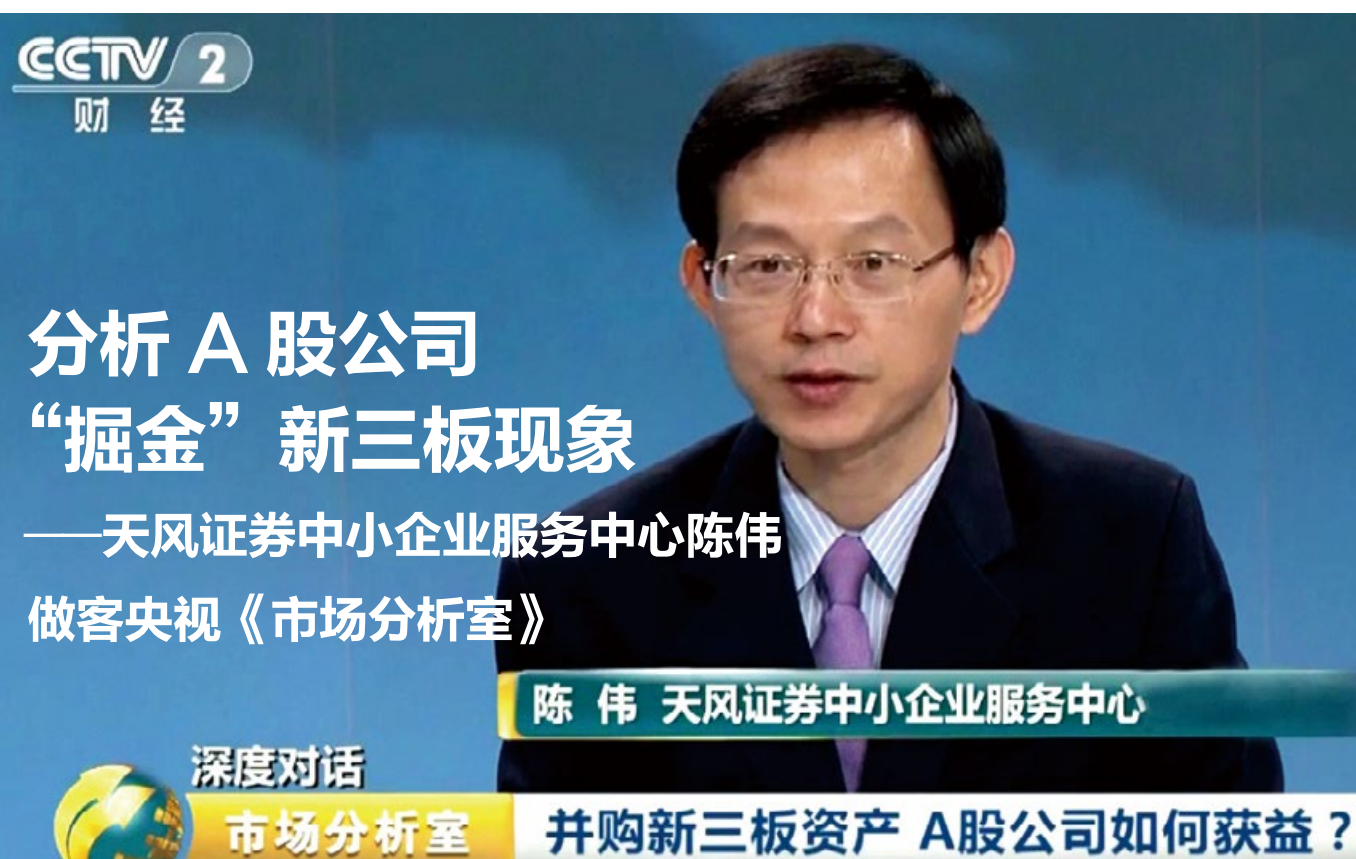 CCTV 2
财 经
分析 A 股公司
“掘金”新三板现象
——天风证券中小企业服务中心陈伟
做客央视《市场分析室》
陈 伟 天风证券中小企业服务中心
深度对话
市场分析室
并购新三板资产 A股公司如何获益？